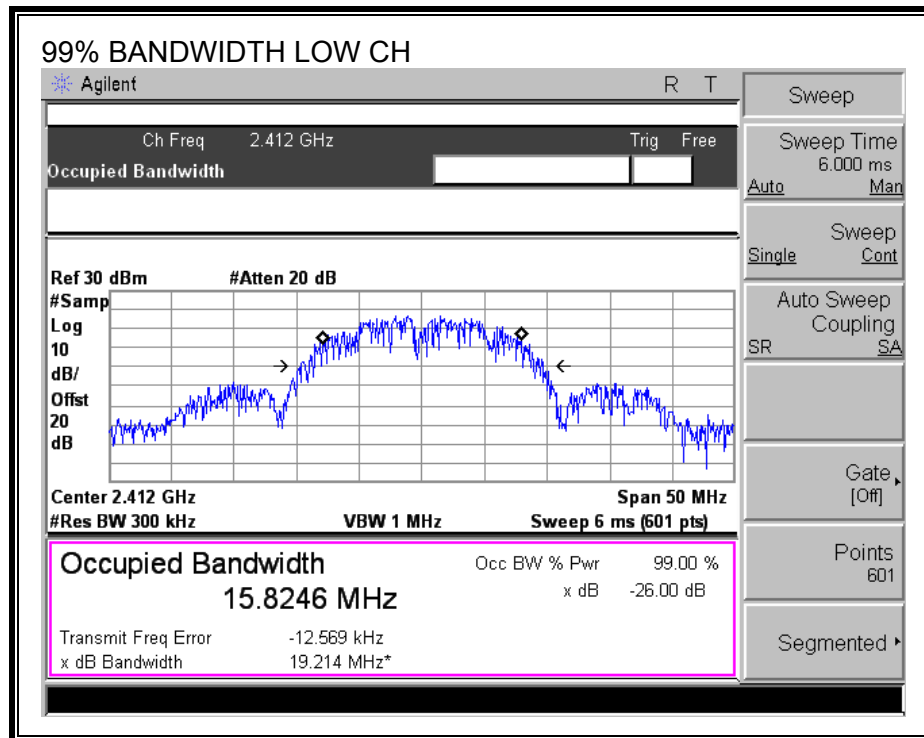 99% BANDWIDTH LOW CH
Agilent R T
Ch Freq 2.412 GHz Trig Free
Occupied Bandwidth
Ref 30 dBm #Atten 20 dB
#Samp
Log
10
dB/
Offst
20
dB
Center 2.412 GHz Span 50 MHz
#Res BW 300 kHz VBW 1 MHz Sweep 6 ms (601 pts)
Occupied Bandwidth
15.8246 MHz
Occ BW % Pwr 99.00 %
x dB -26.00 dB
Transmit Freq Error -12.569 kHz
x dB Bandwidth 19.214 MHz*
Sweep
Sweep Time
6.000 ms
Auto Man
Sweep
Single Cont
Auto Sweep
Coupling
SR SA
Gate
[Off]
Points
601
Segmented